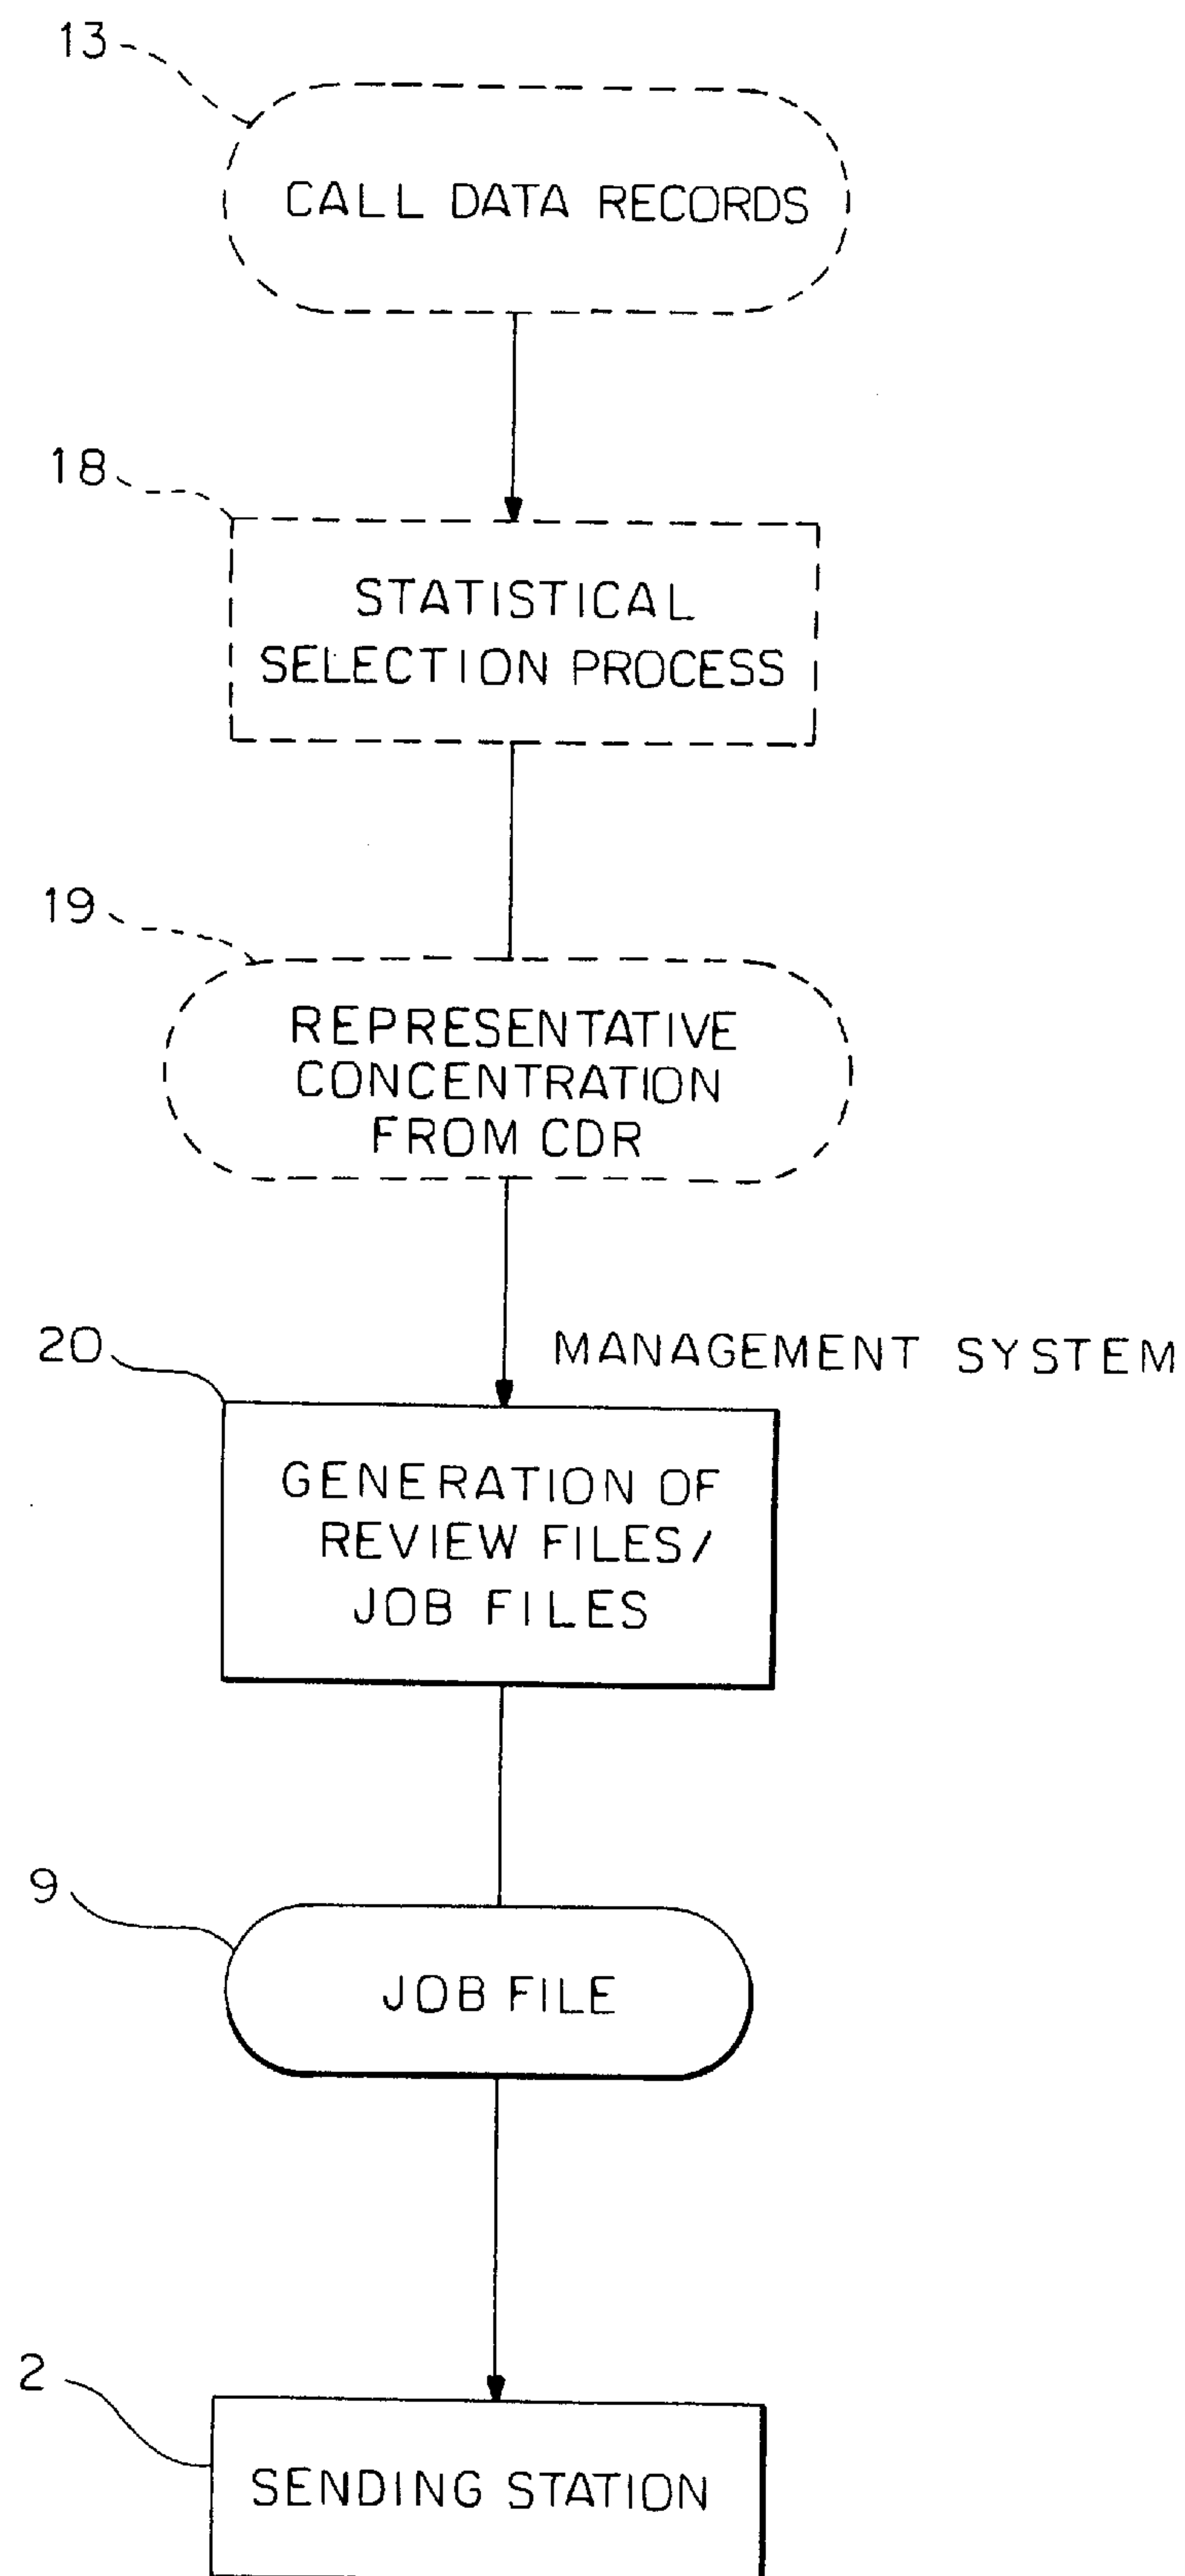 13
CALL DATA RECORDS
18
STATISTICAL
SELECTION PROCESS
19
REPRESENTATIVE
CONCENTRATION
FROM CDR
20
MANAGEMENT SYSTEM
GENERATION OF
REVIEW FILES/
JOB FILES
9
JOB FILE
2
SENDING STATION